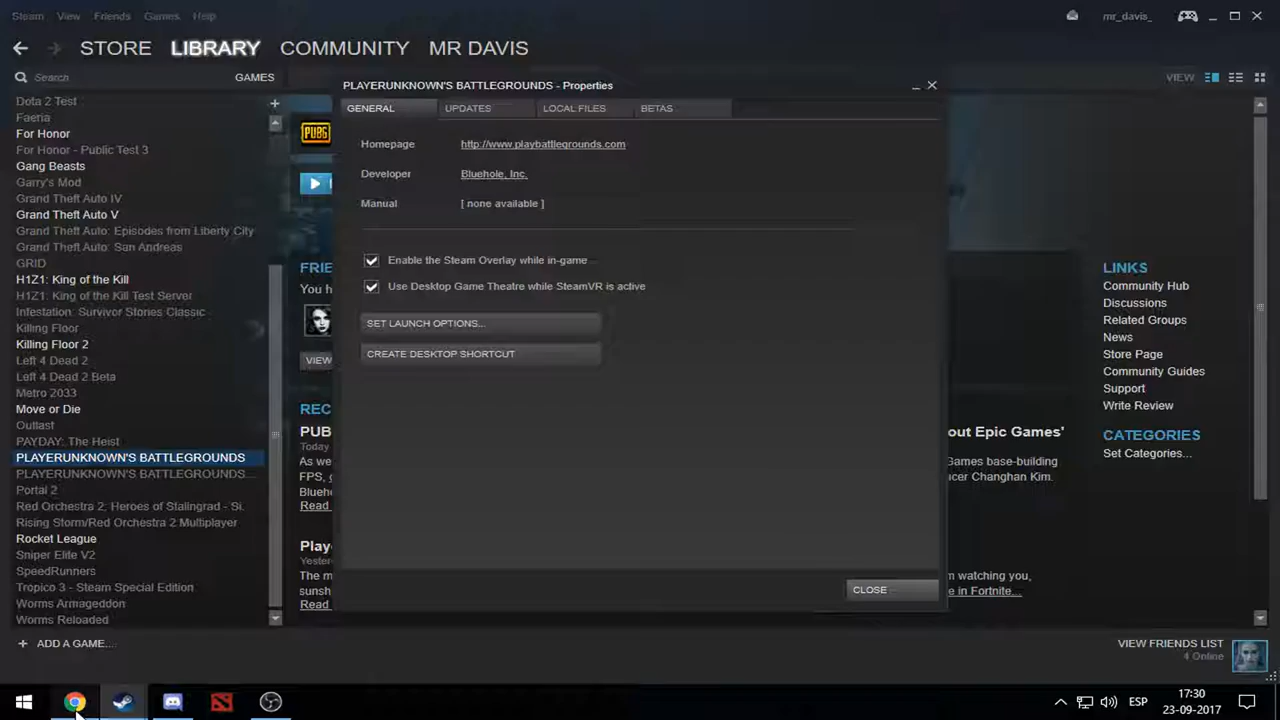 Steam View Friends Games Help
mr_davis_
STORE LIBRARY COMMUNITY MR DAVIS
Search GAMES
VIEW
Dota 2 Test
Faeria
For Honor
For Honor - Public Test 3
Gang Beasts
Garry's Mod
Grand Theft Auto IV
Grand Theft Auto V
Grand Theft Auto: Episodes from Liberty City
Grand Theft Auto: San Andreas
GRID
H1Z1: King of the Kill
H1Z1: King of the Kill Test Server
Infestation: Survivor Stories Classic
Killing Floor
Killing Floor 2
Left 4 Dead 2
Left 4 Dead 2 Beta
Metro 2033
Move or Die
Outlast
PAYDAY: The Heist
PLAYERUNKNOWN'S BATTLEGROUNDS
PLAYERUNKNOWN'S BATTLEGROUNDS...
Portal 2
Red Orchestra 2: Heroes of Stalingrad - Si.
Rising Storm/Red Orchestra 2 Multiplayer
Rocket League
Sniper Elite V2
SpeedRunners
Tropico 3 - Steam Special Edition
Worms Armageddon
Worms Reloaded
+ ADD A GAME...
PUBG
FRIE
You h
VIEW
REC
PUB
Today
As we
FPS,
Blueho
Read
Playe
Yesterd
The m
sunsh
Read
PLAYERUNKNOWN'S BATTLEGROUNDS - Properties
GENERAL UPDATES LOCAL FILES BETAS
Homepage http://www.playbattlegrounds.com
Developer Bluehole, Inc.
Manual [ none available ]
Enable the Steam Overlay while in-game
Use Desktop Game Theatre while SteamVR is active
SET LAUNCH OPTIONS...
CREATE DESKTOP SHORTCUT
CLOSE
out Epic Games'
Games base-building
ucer Changhan Kim.
m watching you,
e in Fortnite...
LINKS
Community Hub
Discussions
Related Groups
News
Store Page
Community Guides
Support
Write Review
CATEGORIES
Set Categories...
VIEW FRIENDS LIST
4 Online
ESP
17:30
23-09-2017